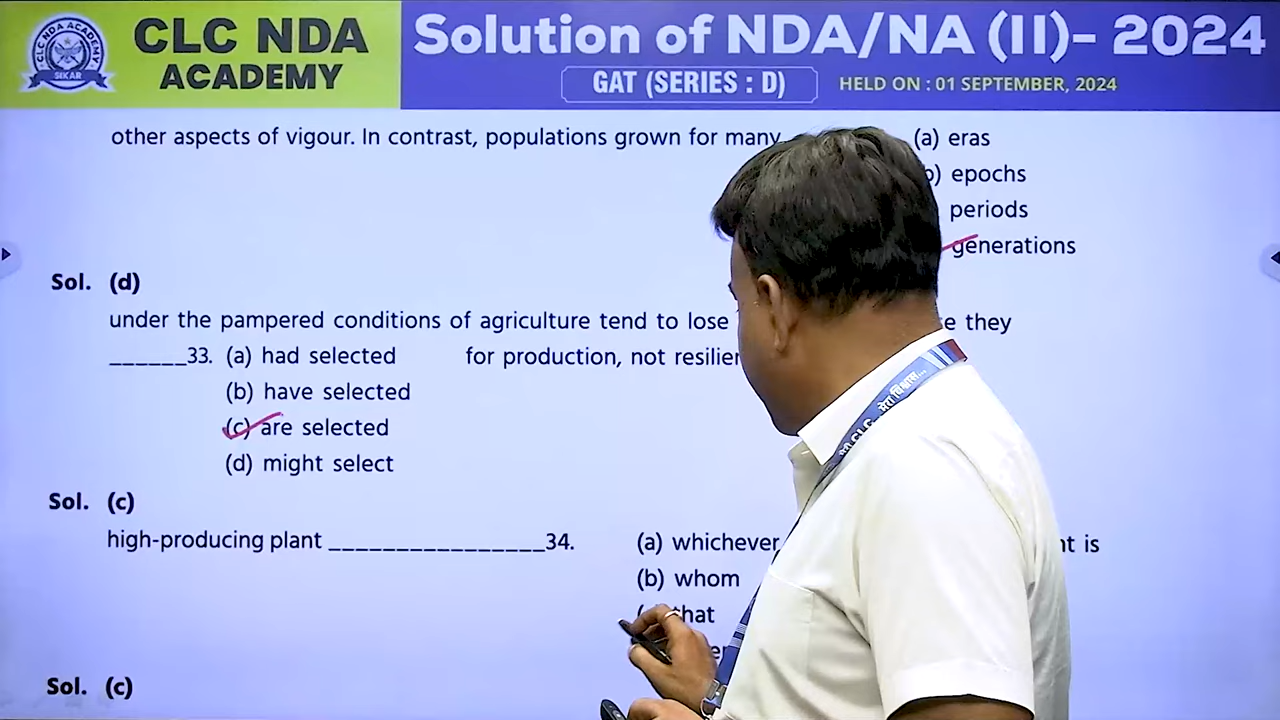 CLC NDA ACADEMY
SIKAR
CLC NDA
ACADEMY
Solution of NDA/NA (II)- 2024
GAT (SERIES : D)
HELD ON : 01 SEPTEMBER, 2024
other aspects of vigour. In contrast, populations grown for many
(a) eras
epochs
periods
generations
Sol. (d)
under the pampered conditions of agriculture tend to lose they
______33. (a) had selected for production, not
(b) have selected
(c) are selected
(d) might select
Sol. (c)
high-producing plant ________________34. (a) whichever is
(b) whom
that
Sol. (c)
CLC